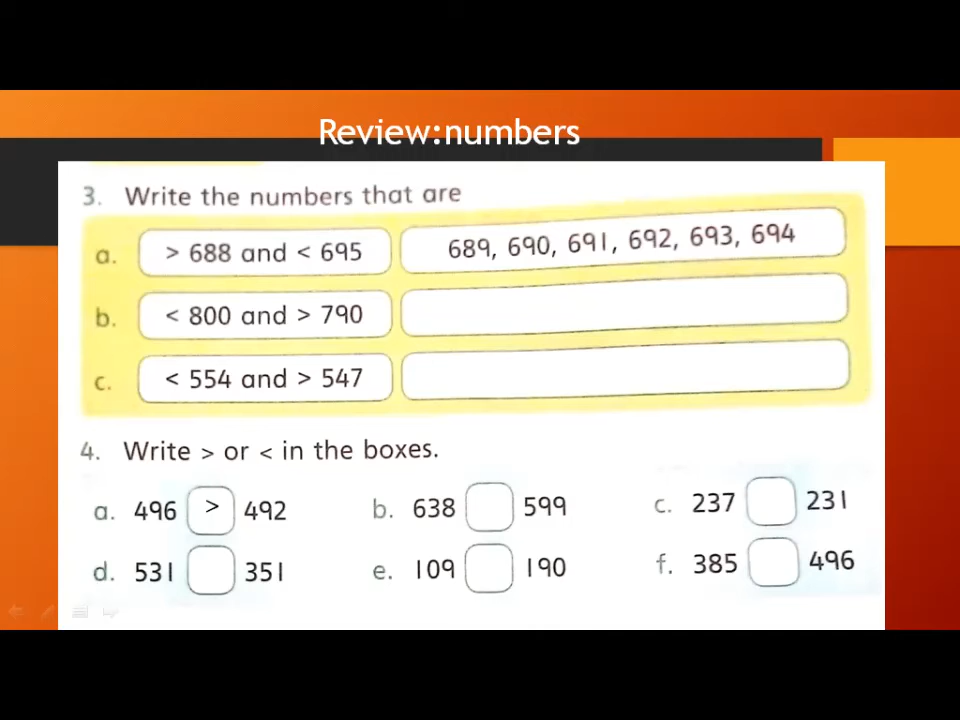 Review:numbers
3. Write the numbers that are
a. > 688 and < 695 689, 690, 691, 692, 693, 694
b. < 800 and > 790
c. < 554 and > 547
4. Write > or < in the boxes.
a. 496 > 492 b. 638 599 c. 237 231
d. 531 351 e. 109 190 f. 385 496